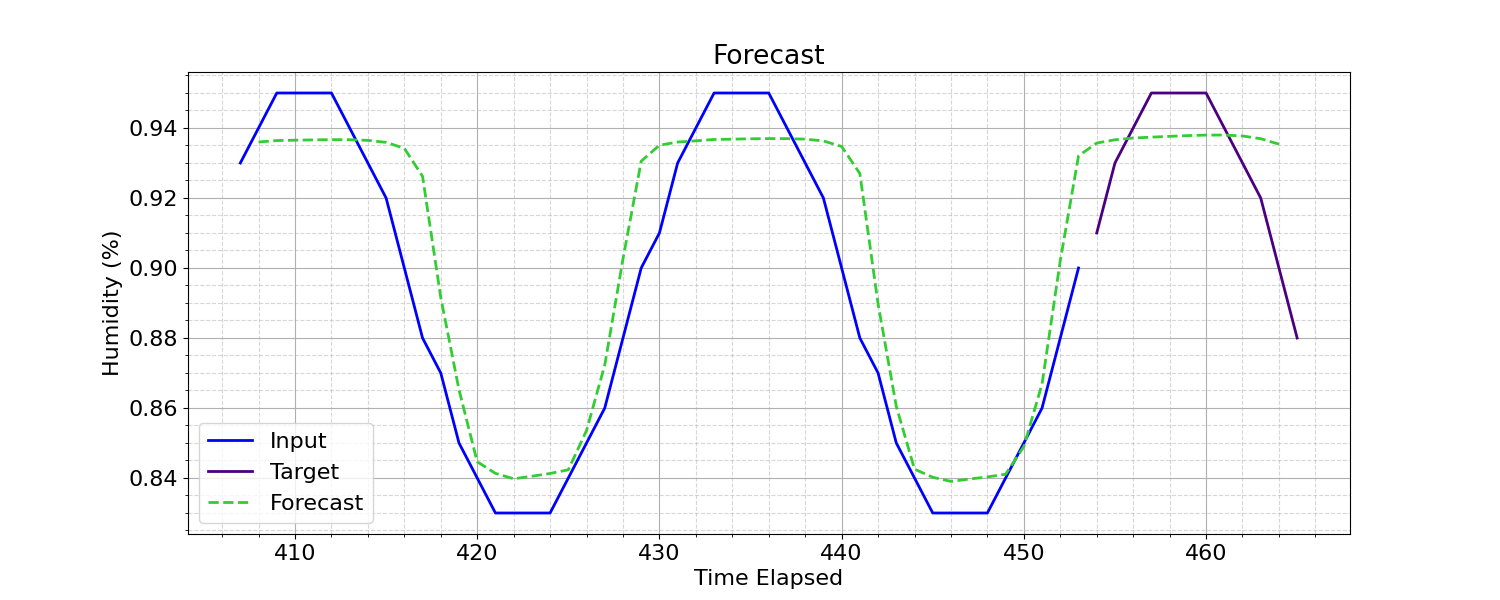 Forecast
Humidity (%)
0.94
0.92
0.90
0.88
0.86
0.84
Input
Target
Forecast
410 420 430 440 450 460
Time Elapsed